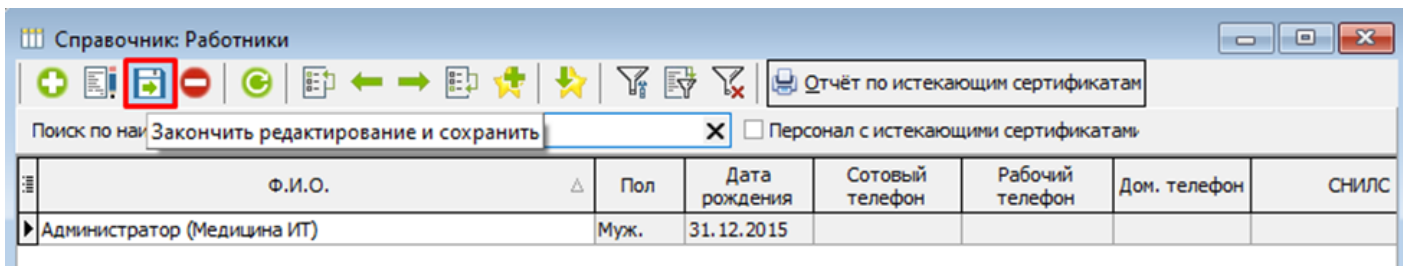 Справочник: Работники
Отчёт по истекающим сертификатам
Поиск по наи
Закончить редактирование и сохранить
Персонал с истекающими сертификатами
Ф.И.О.
Пол
Дата рождения
Сотовый телефон
Рабочий телефон
Дом. телефон
СНИЛС
Администратор (Медицина ИТ)
Муж.
31.12.2015